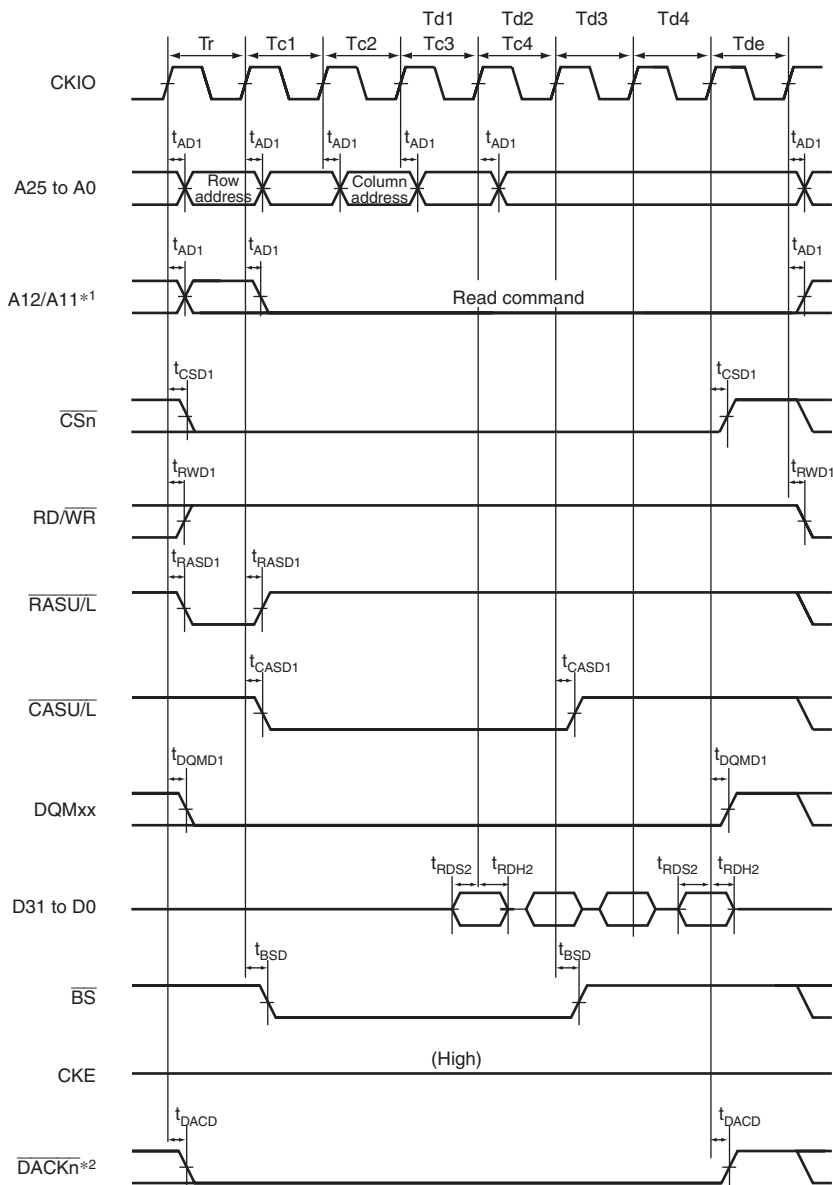 Td1 Td2 Td3 Td4
Tr Tc1 Tc2 Tc3 Tc4 Tde
CKIO
tAD1 tAD1 tAD1 tAD1 tAD1 tAD1
A25 to A0
Row address
Column address
tAD1 tAD1 tAD1
A12/A11*1
Read command
tCSD1 tCSD1
CSn
tRWD1 tRWD1
RD/WR
tRASD1 tRASD1
RASU/L
tCASD1 tCASD1
CASU/L
tDQMD1 tDQMD1
DQMxx
tRDS2 tRDH2 tRDS2 tRDH2
D31 to D0
tBSD tBSD
BS
(High)
CKE
tDACD tDACD
DACKn*2